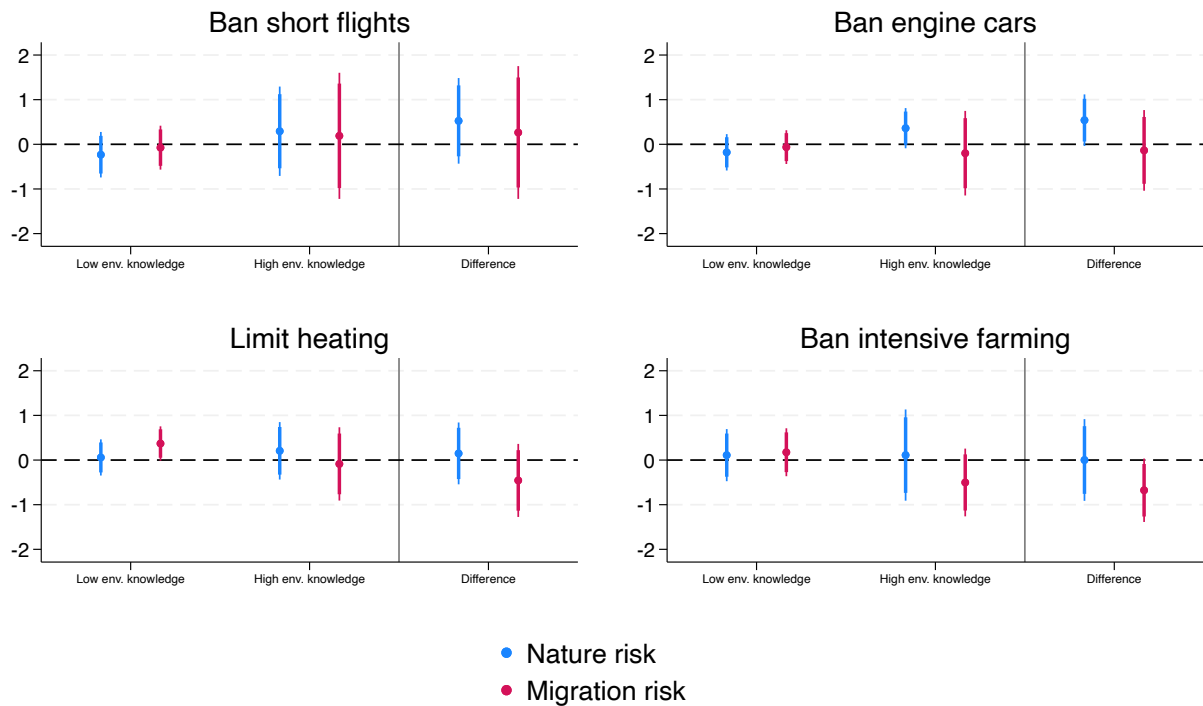 Ban short flights
2
1
0
-1
-2
Low env. knowledge
High env. knowledge
Difference
Ban engine cars
2
1
0
-1
-2
Low env. knowledge
High env. knowledge
Difference
Limit heating
2
1
0
-1
-2
Low env. knowledge
High env. knowledge
Difference
Ban intensive farming
2
1
0
-1
-2
Low env. knowledge
High env. knowledge
Difference
Nature risk
Migration risk